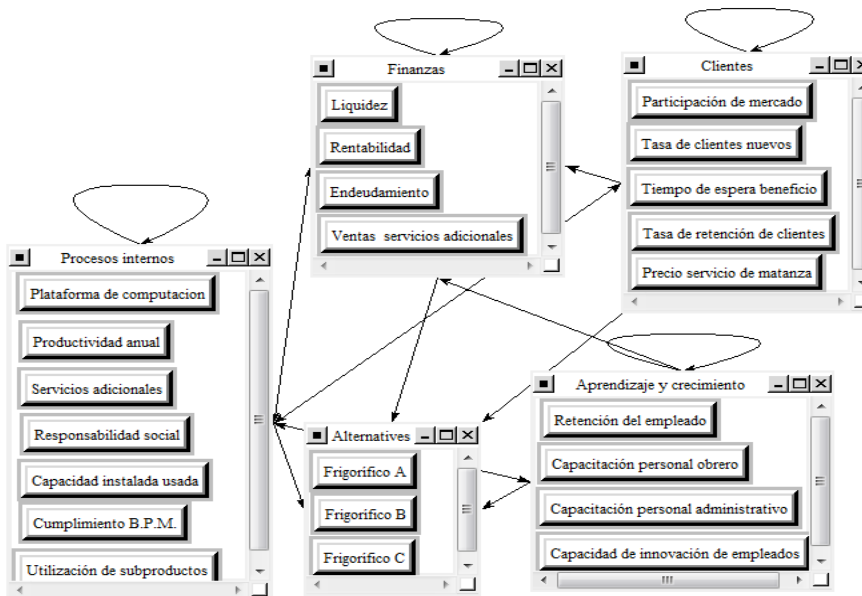 Finanzas
Liquidez
Rentabilidad
Endeudamiento
Ventas servicios adicionales
Clientes
Participación de mercado
Tasa de clientes nuevos
Tiempo de espera beneficio
Tasa de retención de clientes
Precio servicio de matanza
Procesos internos
Plataforma de computacion
Productividad anual
Servicios adicionales
Responsabilidad social
Capacidad instalada usada
Cumplimiento B.P.M.
Utilización de subproductos
Alternatives
Frigorifico A
Frigorifico B
Frigorifico C
Aprendizaje y crecimiento
Retención del empleado
Capacitación personal obrero
Capacitación personal administrativo
Capacidad de innovación de empleados